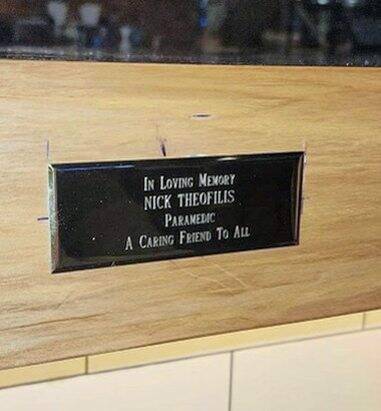 In Loving Memory
NICK THEOFILIS
Paramedic
A Caring Friend To All